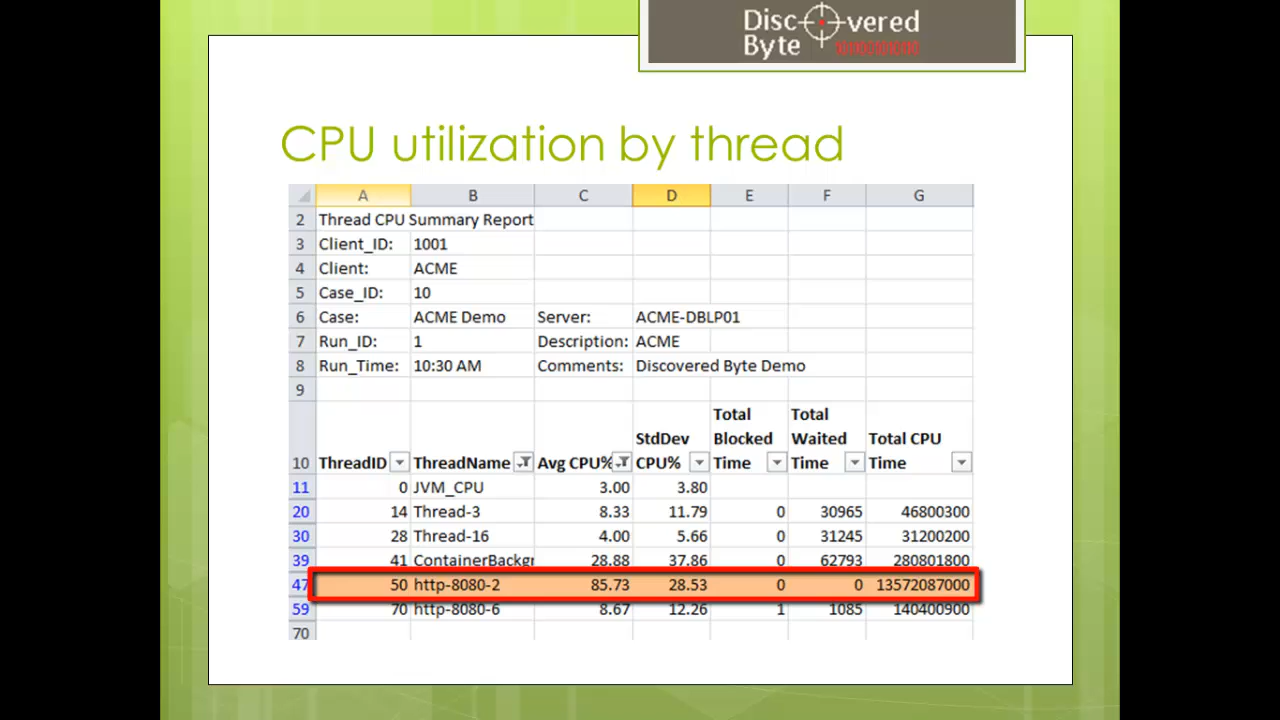 Disc vered
Byte
CPU utilization by thread
A B C D E F G
2 Thread CPU Summary Report
3 Client_ID: 1001
4 Client: ACME
5 Case_ID: 10
6 Case: ACME Demo Server: ACME-DBLP01
7 Run_ID: 1 Description: ACME
8 Run_Time: 10:30 AM Comments: Discovered Byte Demo
9
Total Total
StdDev Blocked Waited Total CPU
10 ThreadID ThreadName Avg CPU% CPU% Time Time Time
11 0 JVM_CPU 3.00 3.80
20 14 Thread-3 8.33 11.79 0 30965 46800300
30 28 Thread-16 4.00 5.66 0 31245 31200200
39 41 ContainerBackgr 28.88 37.86 0 62793 280801800
47 50 http-8080-2 85.73 28.53 0 0 13572087000
59 70 http-8080-6 8.67 12.26 1 1085 140400900
70